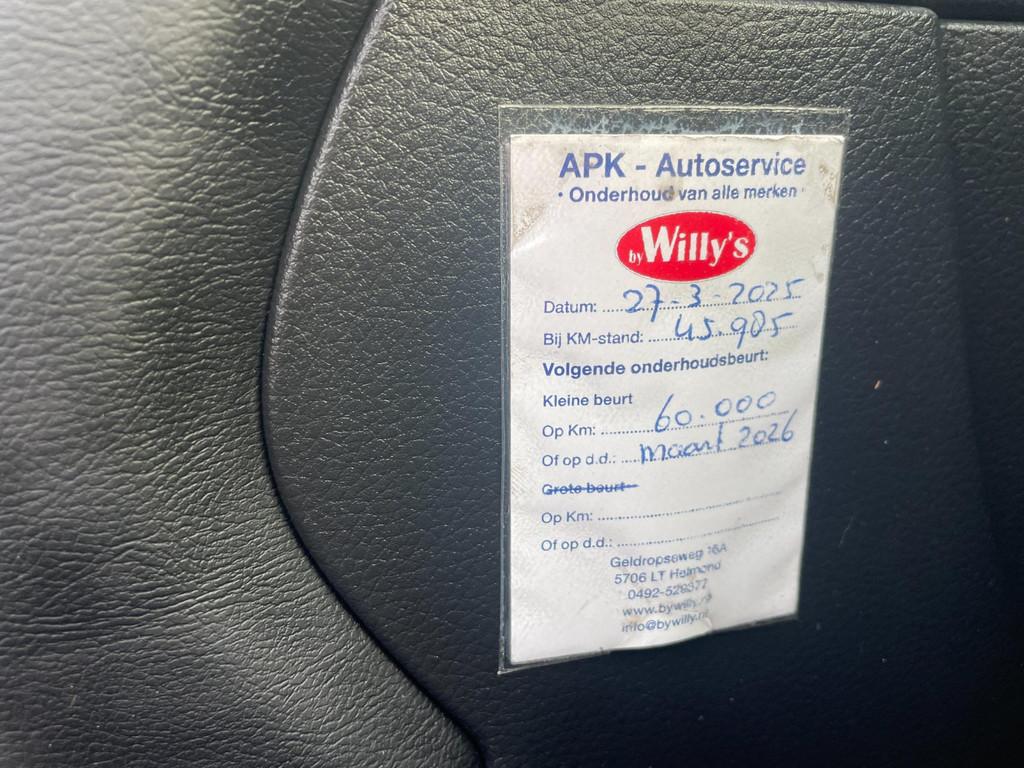 APK - Autoservice
· Onderhoud van alle merken ·
by Willy's
Datum: 27-3-2025
Bij KM-stand: 45.985
Volgende onderhoudsbeurt:
Kleine beurt
Op Km: 60.000
Of op d.d.: maart 2026
Grote beurt
Op Km:
Of op d.d.:
Geldropseweg 16A
5706 LT Helmond
0492-529377
www.bywilly.nl
info@bywilly.nl